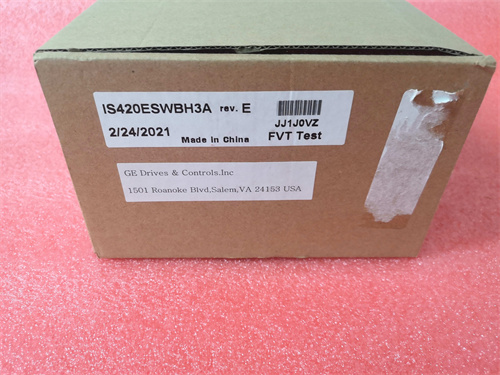 IS420ESWBH3A rev. E
JJ1J0VZ
2/24/2021 Made in China FVT Test
GE Drives & Controls.Inc
1501 Roanoke Blvd,Salem,VA 24153 USA